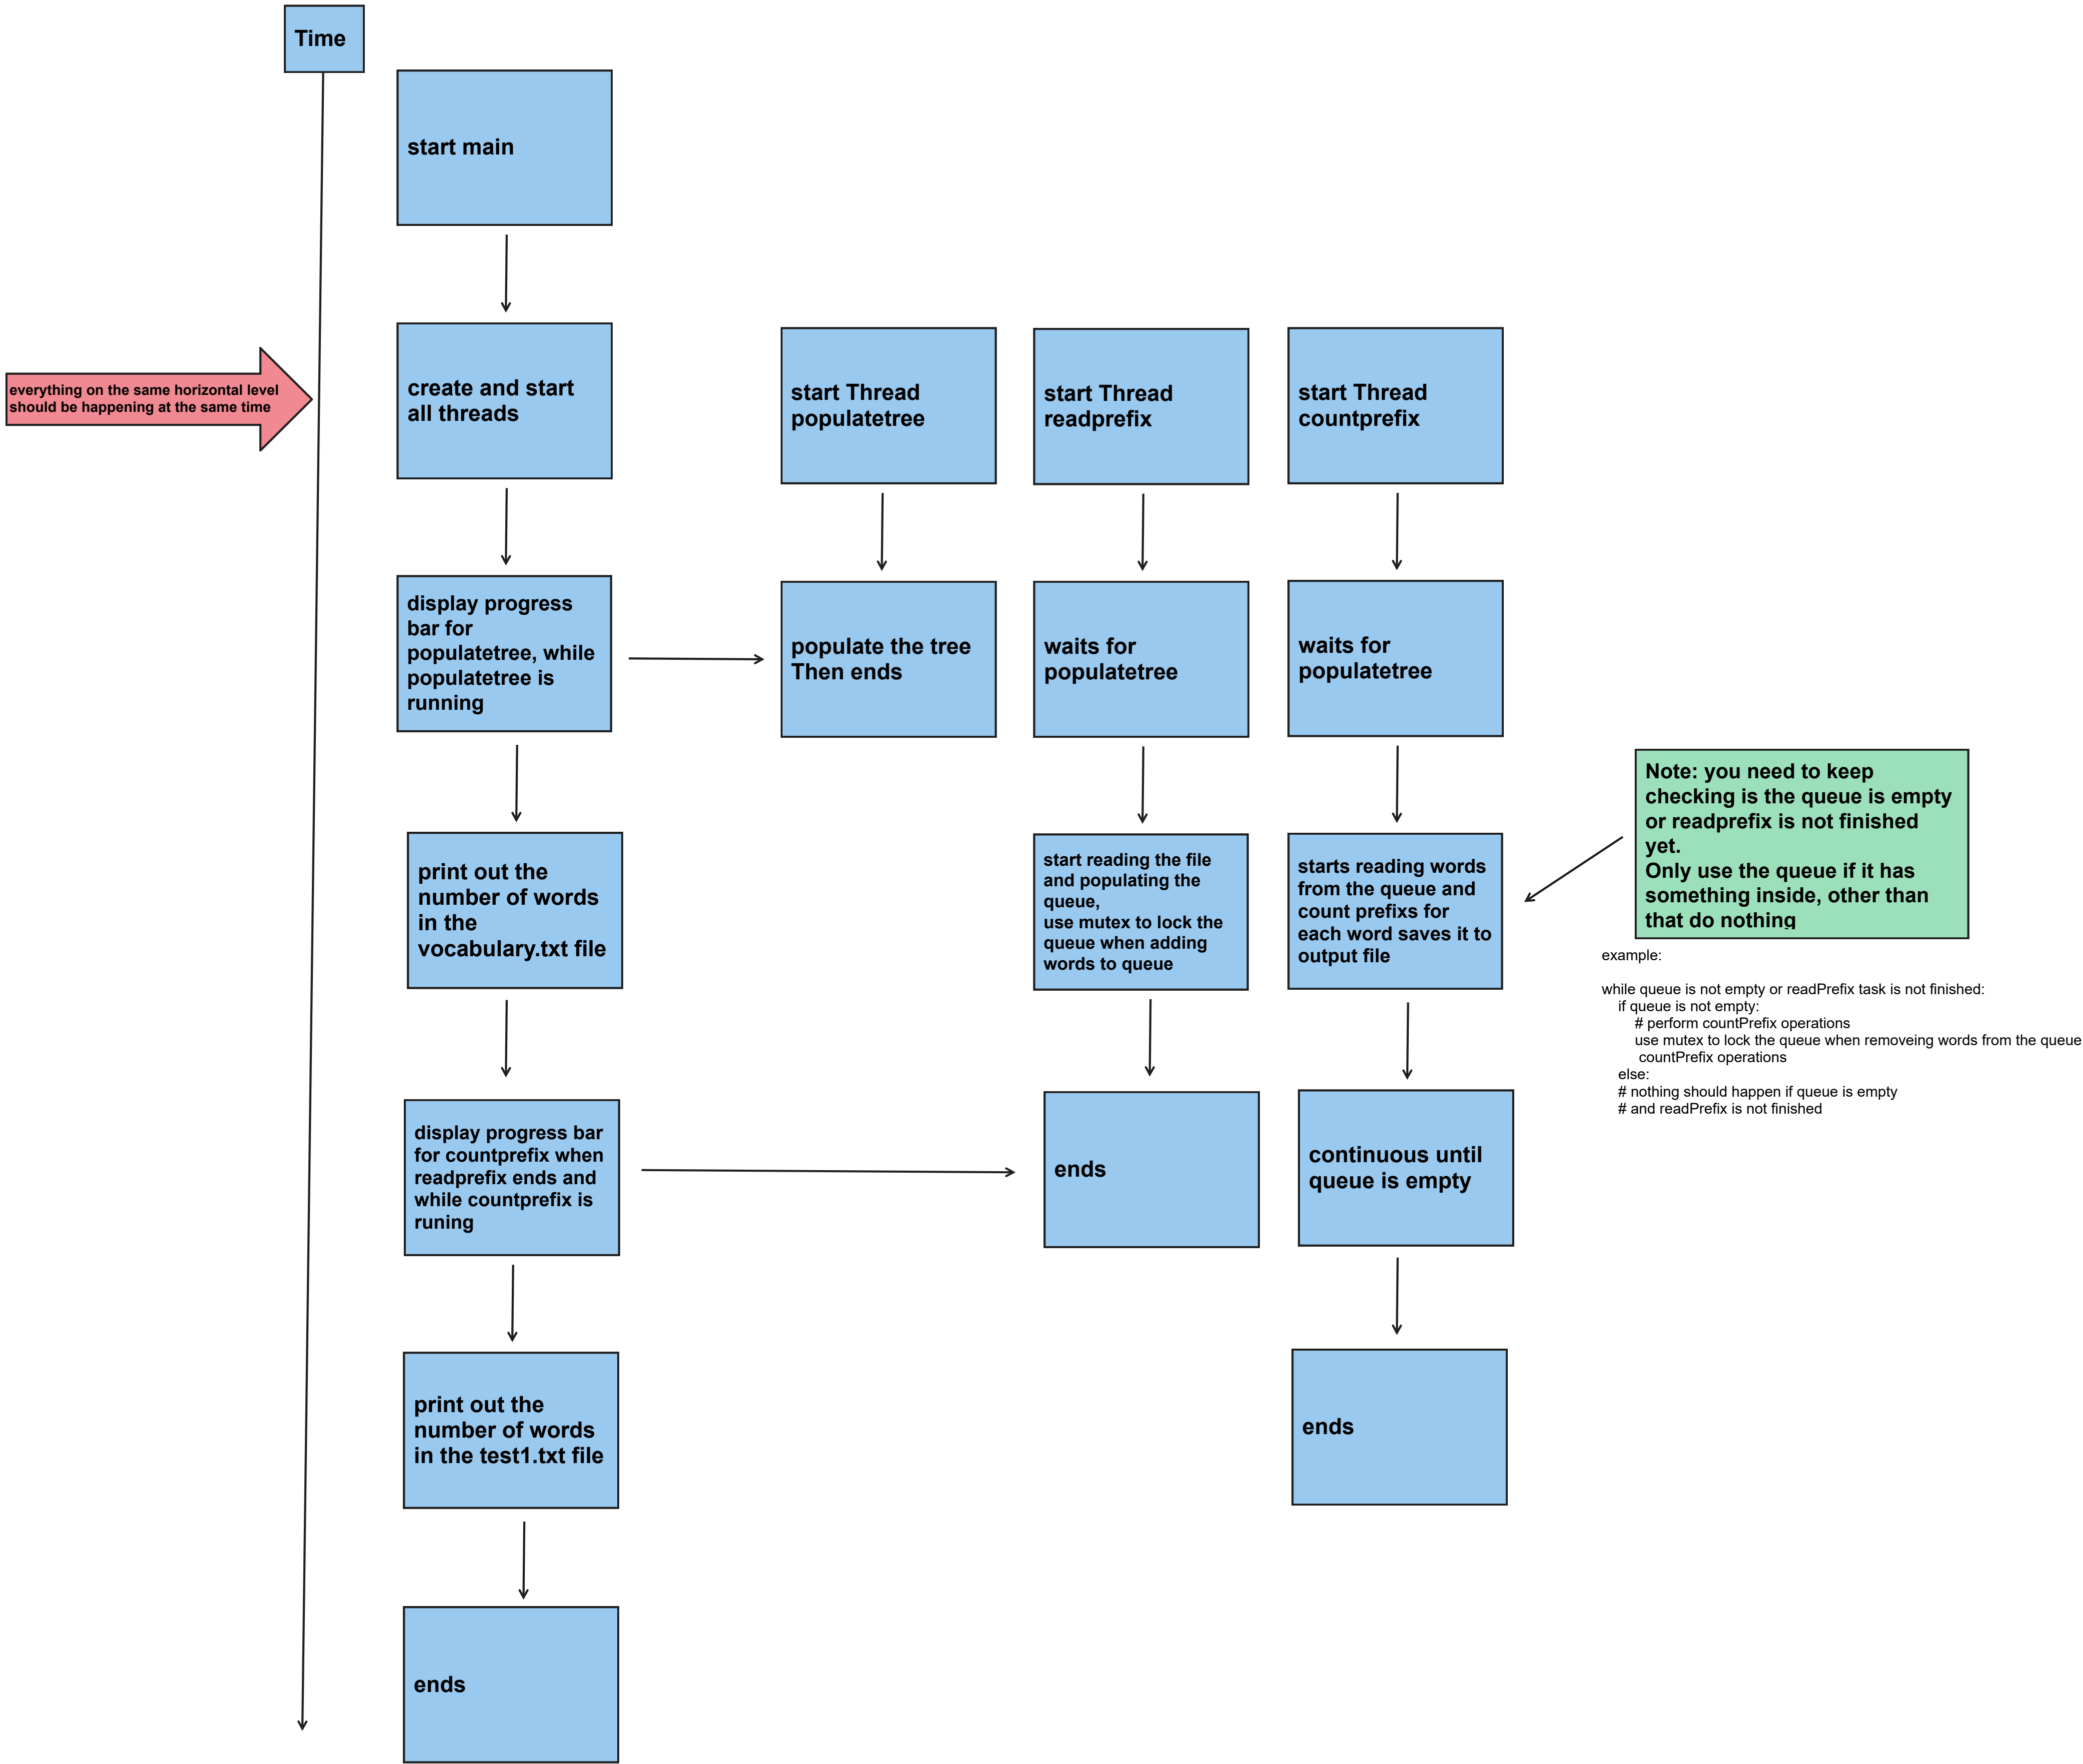 Time
start main
everything on the same horizontal level
should be happening at the same time
create and start
all threads
start Thread
populatetree
start Thread
readprefix
start Thread
countprefix
display progress
bar for
populatetree, while
populatetree is
running
populate the tree
Then ends
waits for
populatetree
waits for
populatetree
Note: you need to keep
checking is the queue is empty
or readprefix is not finished
yet.
Only use the queue if it has
something inside, other than
that do nothing
print out the
number of words
in the
vocabulary.txt file
start reading the file
and populating the
queue,
use mutex to lock the
queue when adding
words to queue
starts reading words
from the queue and
count prefixs for
each word saves it to
output file
example:
while queue is not empty or readPrefix task is not finished:
if queue is not empty:
# perform countPrefix operations
use mutex to lock the queue when removeing words from the queue
countPrefix operations
else:
# nothing should happen if queue is empty
# and readPrefix is not finished
display progress bar
for countprefix when
readprefix ends and
while countprefix is
runing
ends
continuous until
queue is empty
print out the
number of words
in the test1.txt file
ends
ends